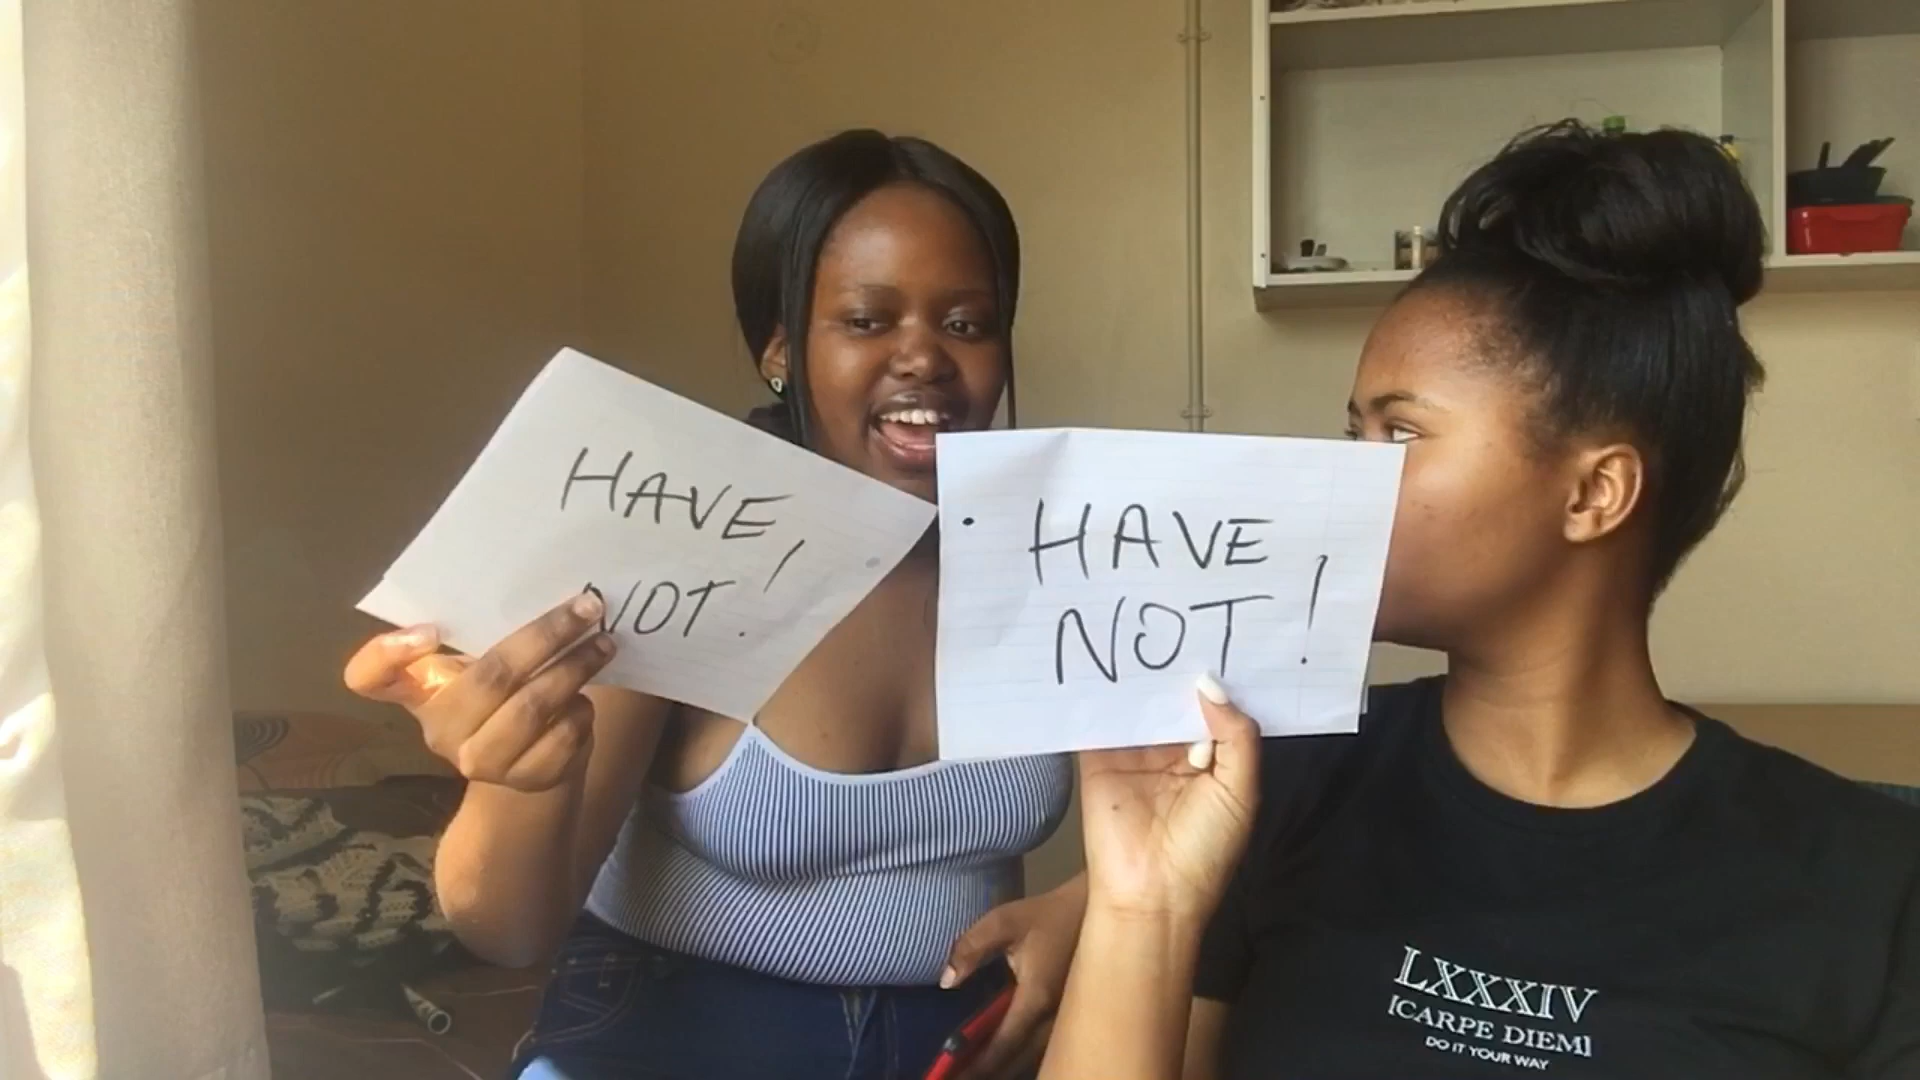 HAVE
NOT!
HAVE
NOT!
LXXXIV
[CARPE DIEM]
DO IT YOUR WAY